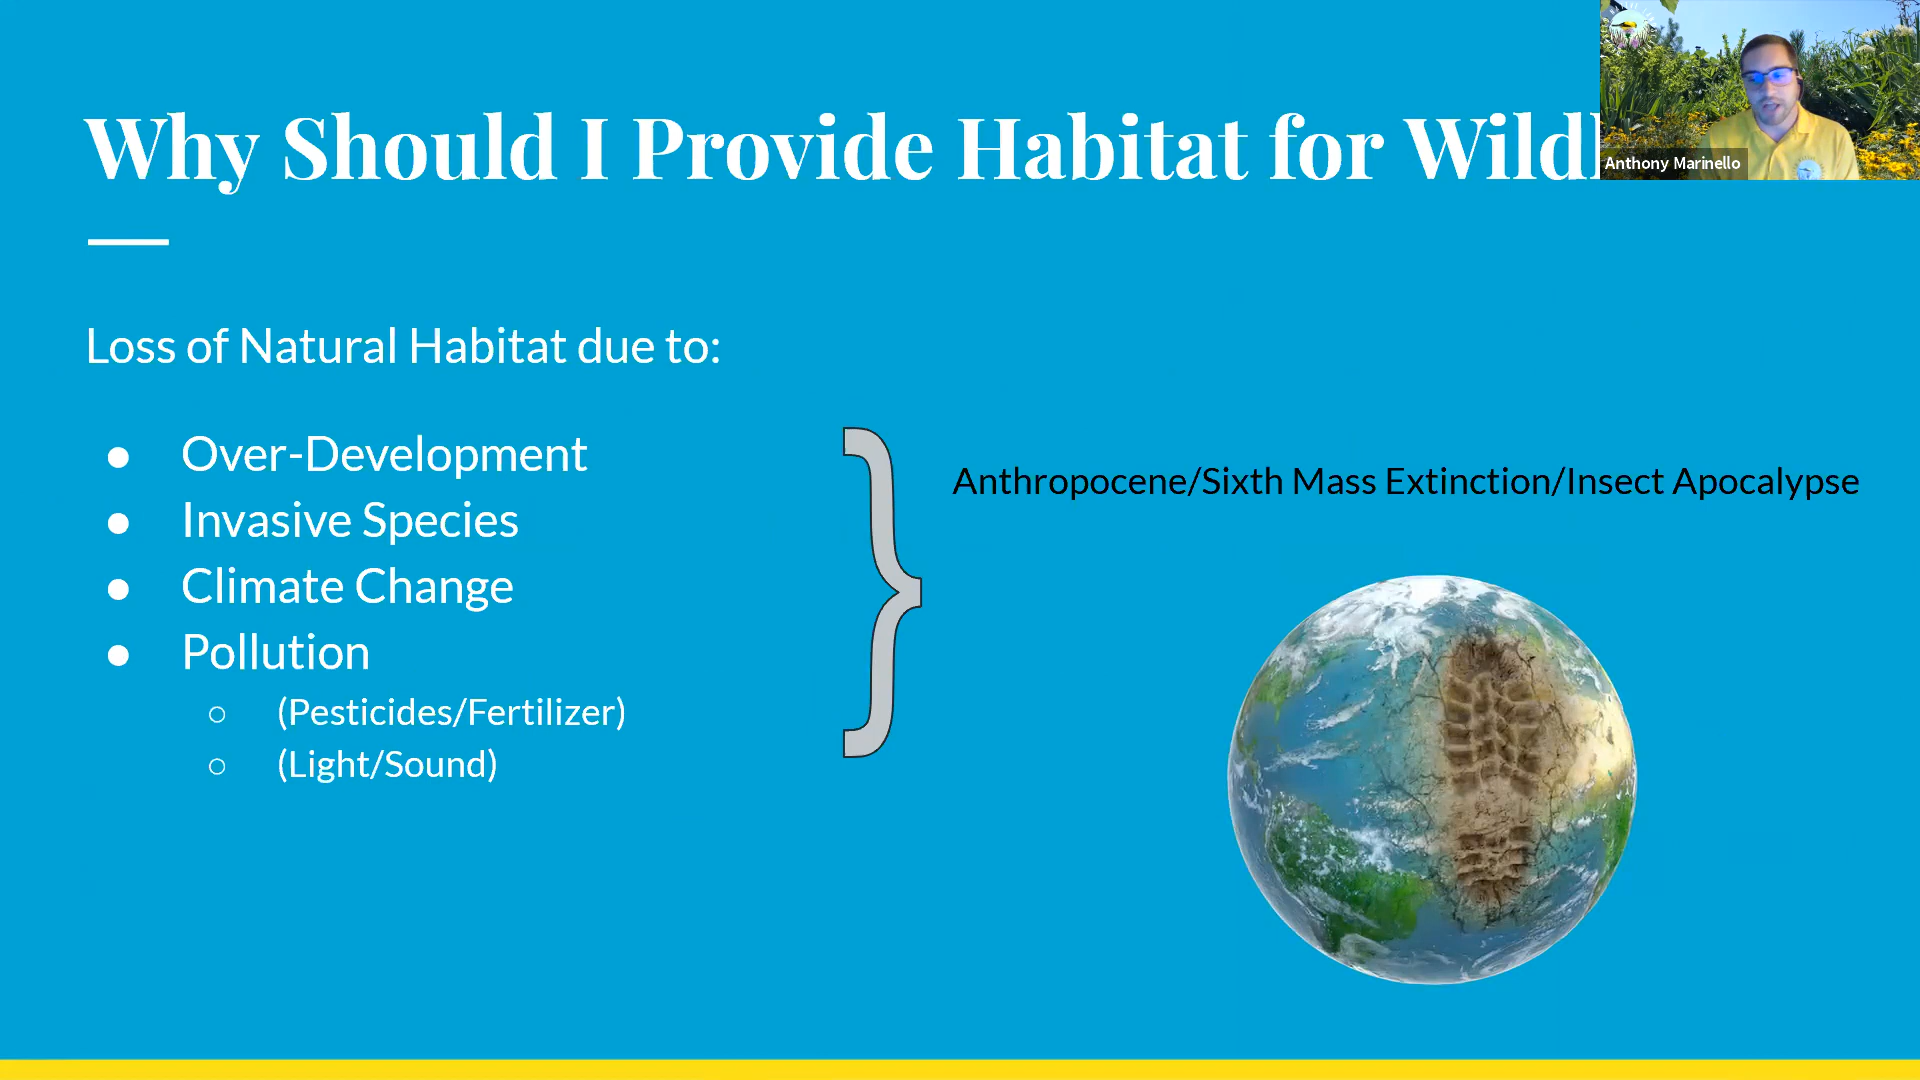 Why Should I Provide Habitat for Wildl
Anthony Marinello
Loss of Natural Habitat due to:
● Over-Development
● Invasive Species
● Climate Change
● Pollution
○ (Pesticides/Fertilizer)
○ (Light/Sound)
Anthropocene/Sixth Mass Extinction/Insect Apocalypse